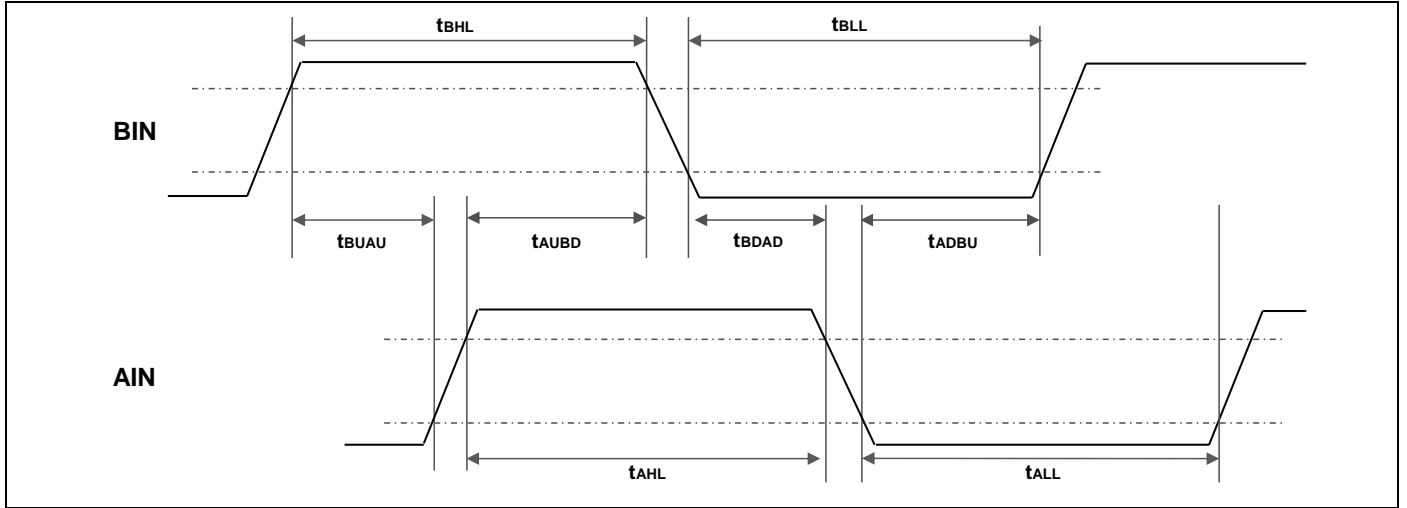 tBHL tBLL
BIN
tBUAU tAUBD tBDAD tADBU
AIN
tAHL tALL